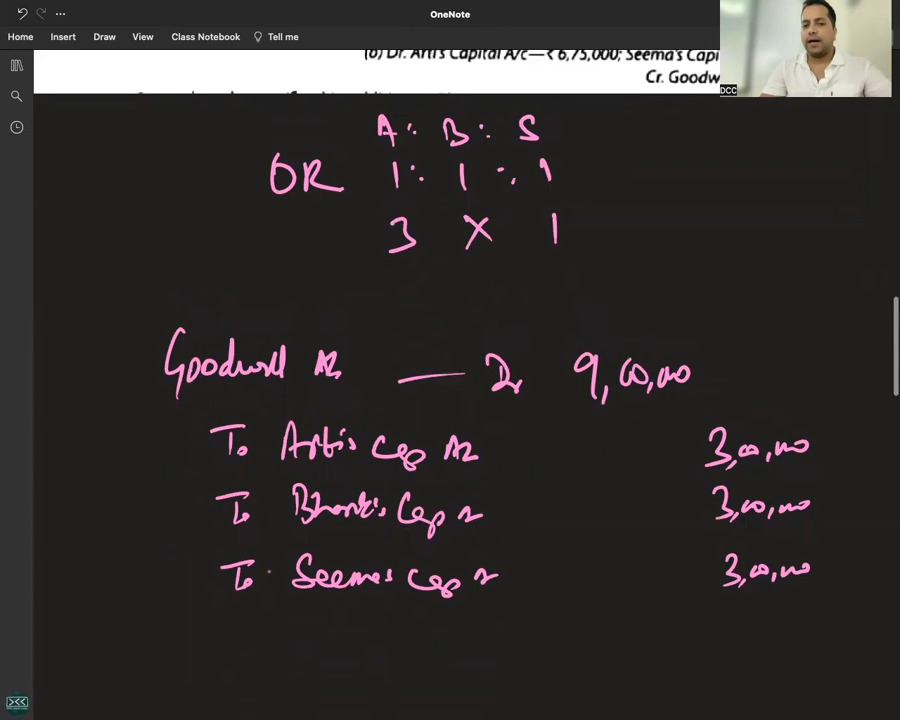 OneNote
Home Insert Draw View Class Notebook Tell me
(b) Dr. Arti's Capital A/c—₹ 6,75,000; Seema's Capi
Cr. Goodw
DCC
A : B : S
OR 1 : 1 : 1
3 X 1
Goodwill A/c — Dr 9,00,000
To Arti's Cap A/c 3,00,000
To Bharti's Cap A/c 3,00,000
To Seema's Cap A/c 3,00,000